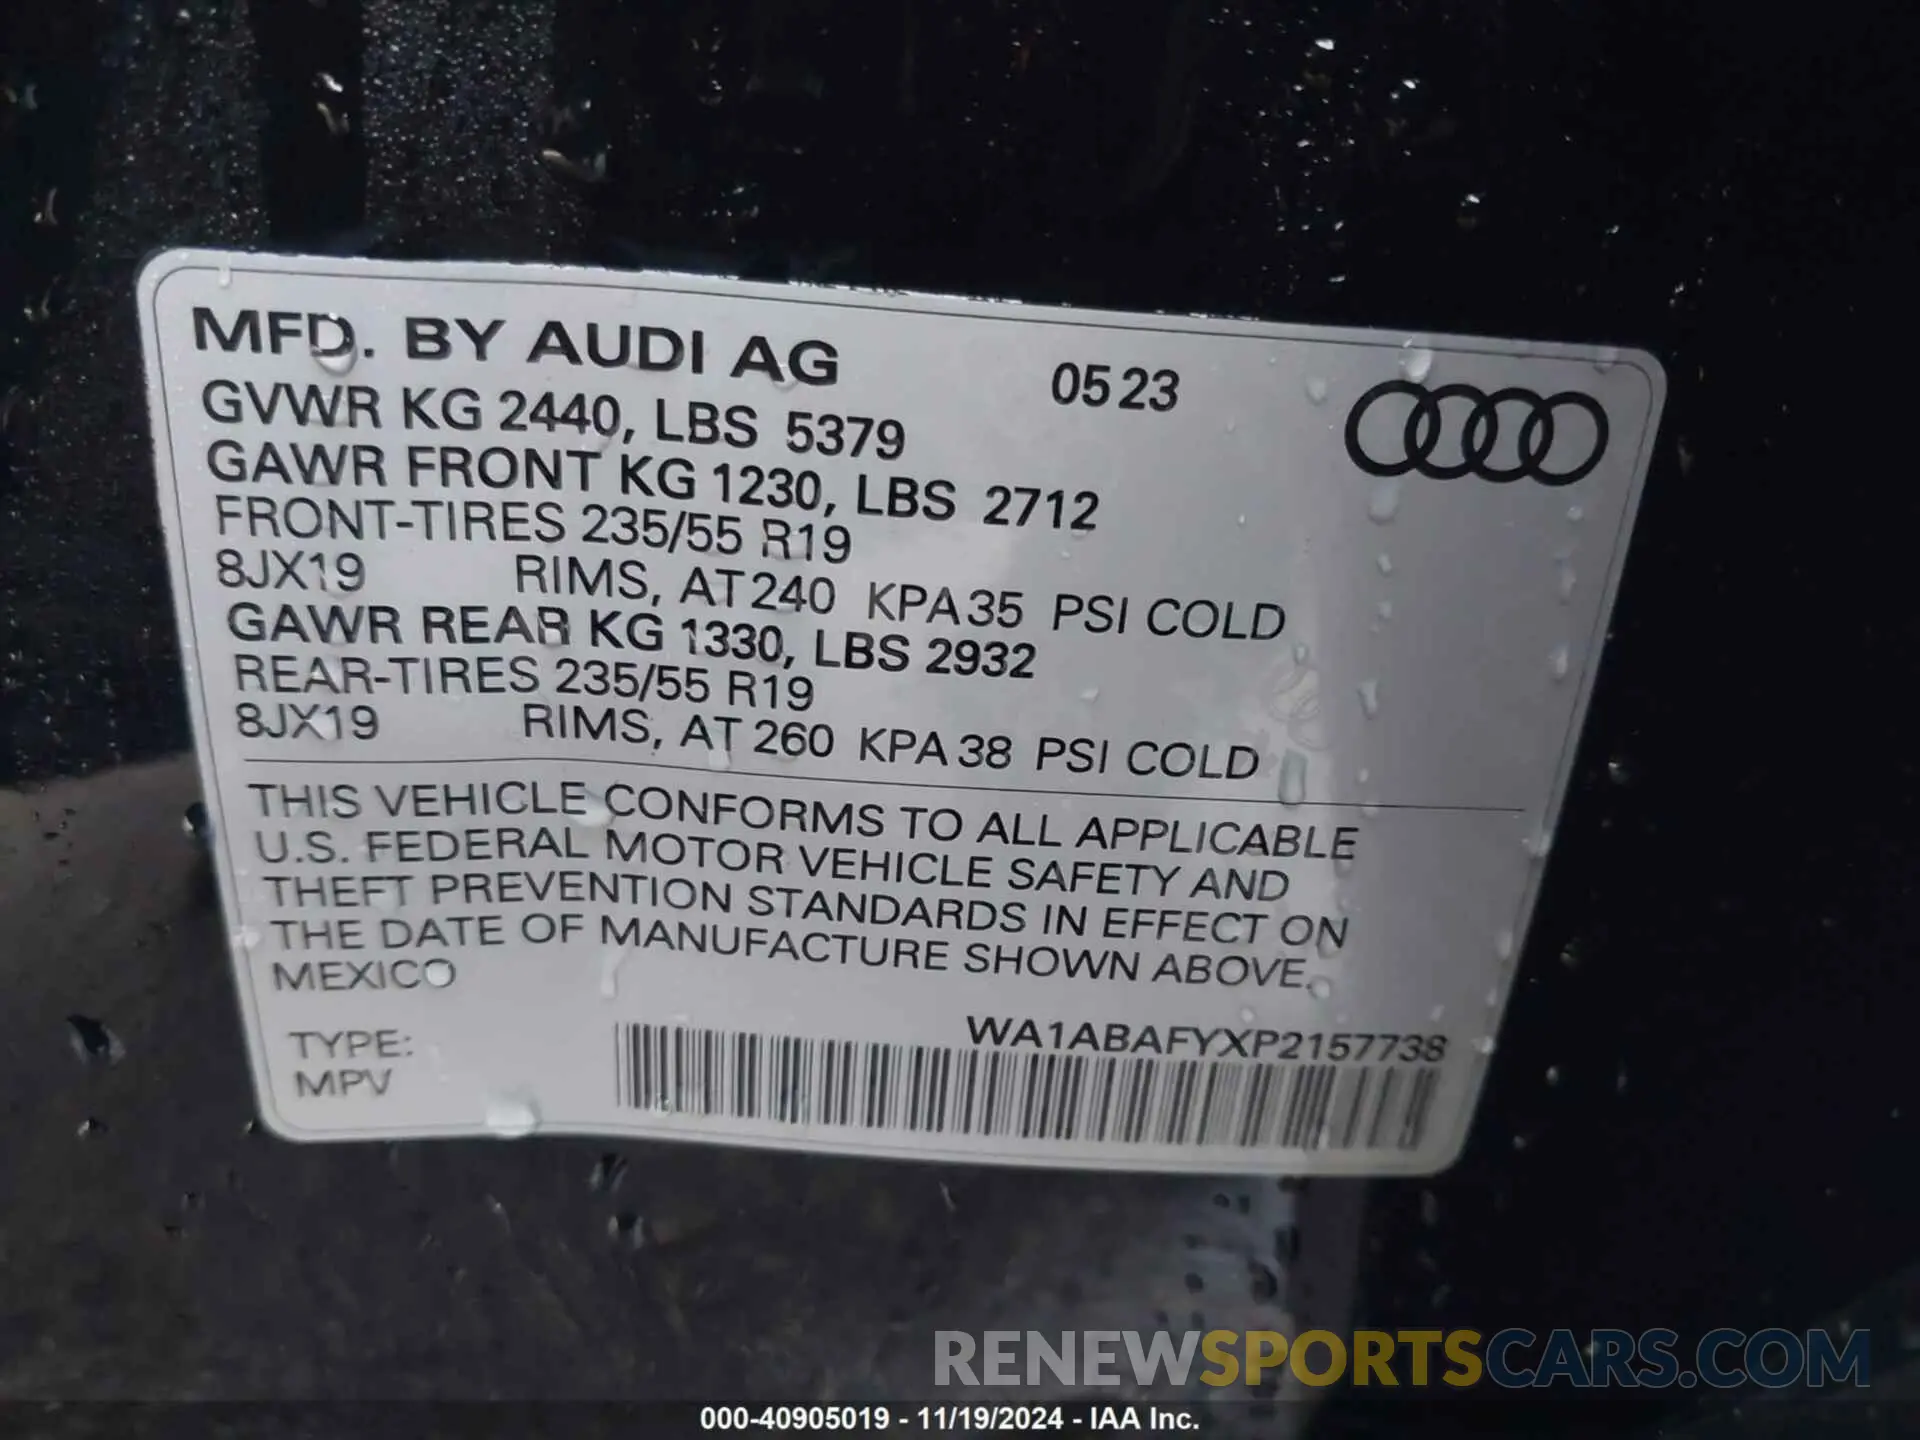 MFD. BY AUDI AG 05 23
GVWR KG 2440, LBS 5379
GAWR FRONT KG 1230, LBS 2712
FRONT-TIRES 235/55 R19
8JX19 RIMS, AT 240 KPA 35 PSI COLD
GAWR REAR KG 1330, LBS 2932
REAR-TIRES 235/55 R19
8JX19 RIMS, AT 260 KPA 38 PSI COLD
THIS VEHICLE CONFORMS TO ALL APPLICABLE
U.S. FEDERAL MOTOR VEHICLE SAFETY AND
THEFT PREVENTION STANDARDS IN EFFECT ON
THE DATE OF MANUFACTURE SHOWN ABOVE.
MEXICO
WA1ABAFYXP2157738
TYPE:
MPV
RENEWSPORTSCARS.COM
000-40905019 - 11/19/2024 - IAA Inc.